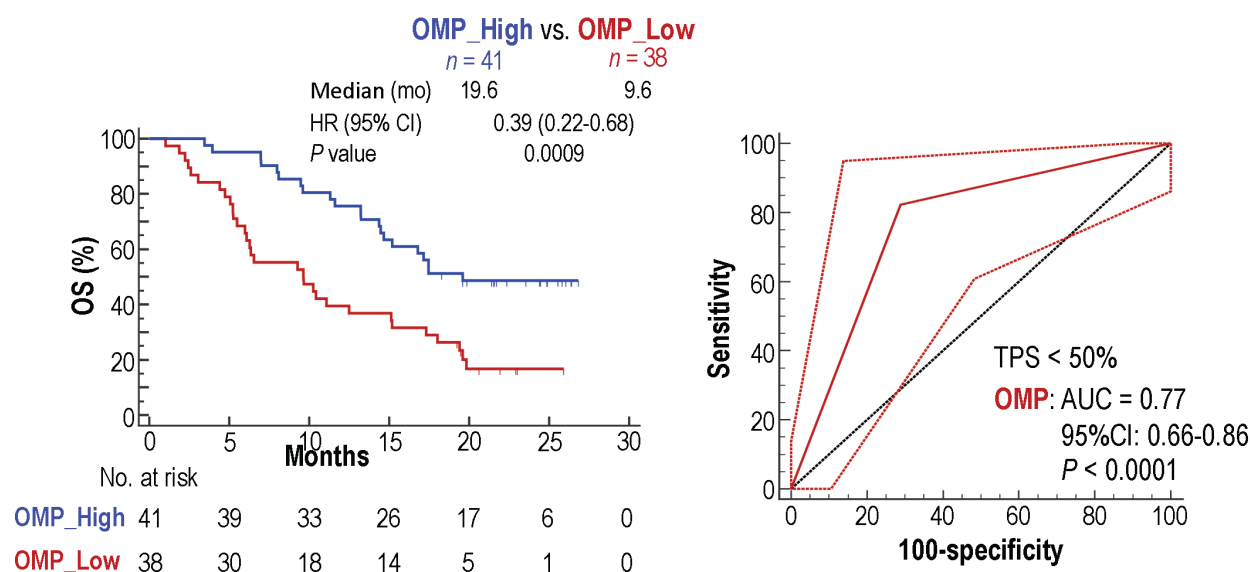 OMP_High vs. OMP_Low
n = 41 n = 38
Median (mo) 19.6 9.6
HR (95% CI) 0.39 (0.22-0.68)
P value 0.0009
OS (%)
100
80
60
40
20
0
0 5 10 15 20 25 30
Months
No. at risk
OMP_High 41 39 33 26 17 6 0
OMP_Low 38 30 18 14 5 1 0
Sensitivity
100
80
60
40
20
0
TPS < 50%
OMP: AUC = 0.77
95%CI: 0.66-0.86
P < 0.0001
0 20 40 60 80 100
100-specificity